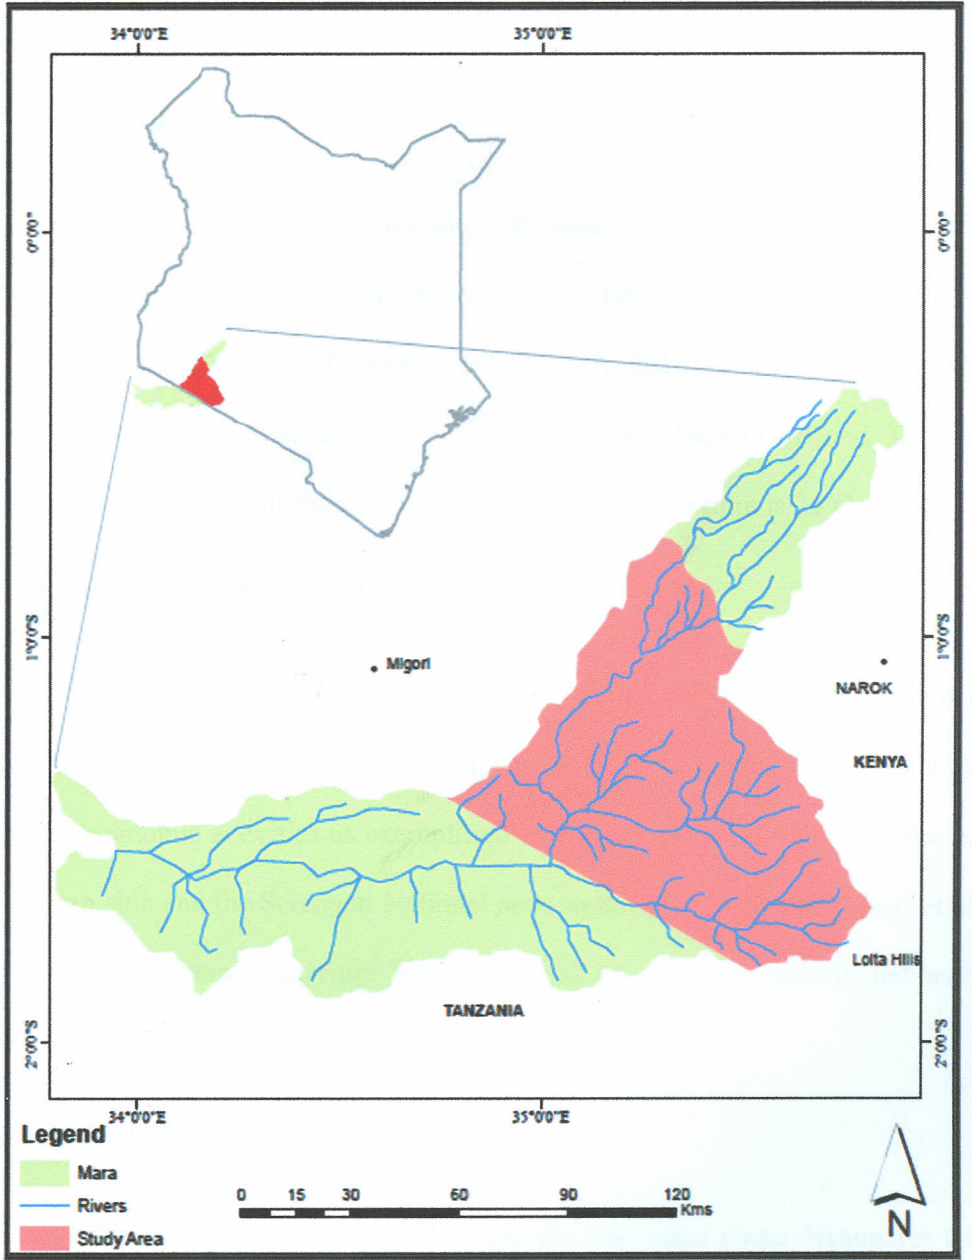 34°0'0"E 35°0'0"E
0°0'0" 0°0'0"
1°0'0"S 1°0'0"S
Migori
NAROK
KENYA
Loita Hills
TANZANIA
2°0'0"S 2°0'0"S
34°0'0"E 35°0'0"E
Legend
Mara
Rivers
Study Area
0 15 30 60 90 120
Kms
N